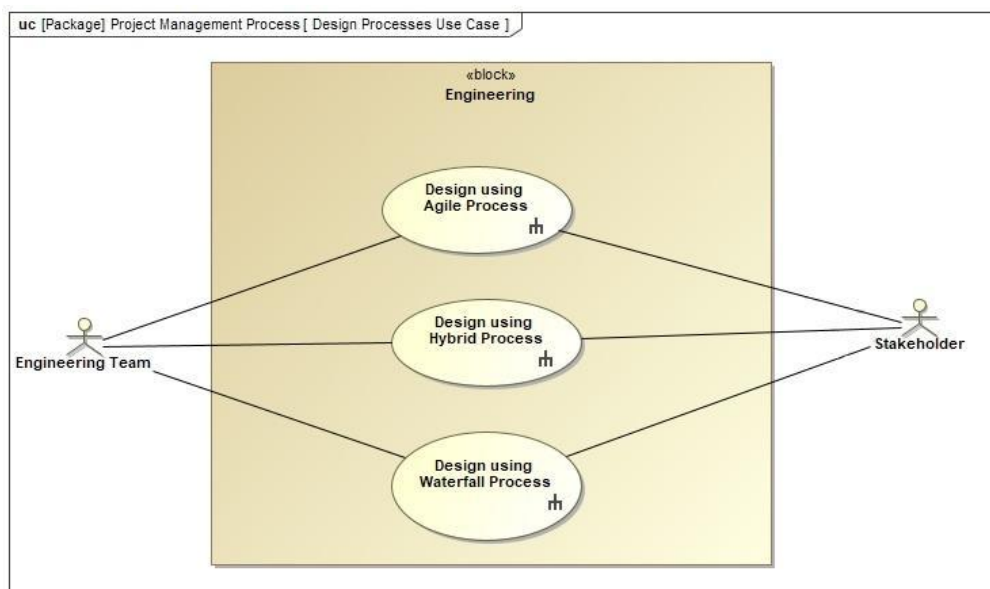 uc [Package] Project Management Process [ Design Processes Use Case ]
«block»
Engineering
Design using
Agile Process
Design using
Hybrid Process
Engineering Team
Stakeholder
Design using
Waterfall Process